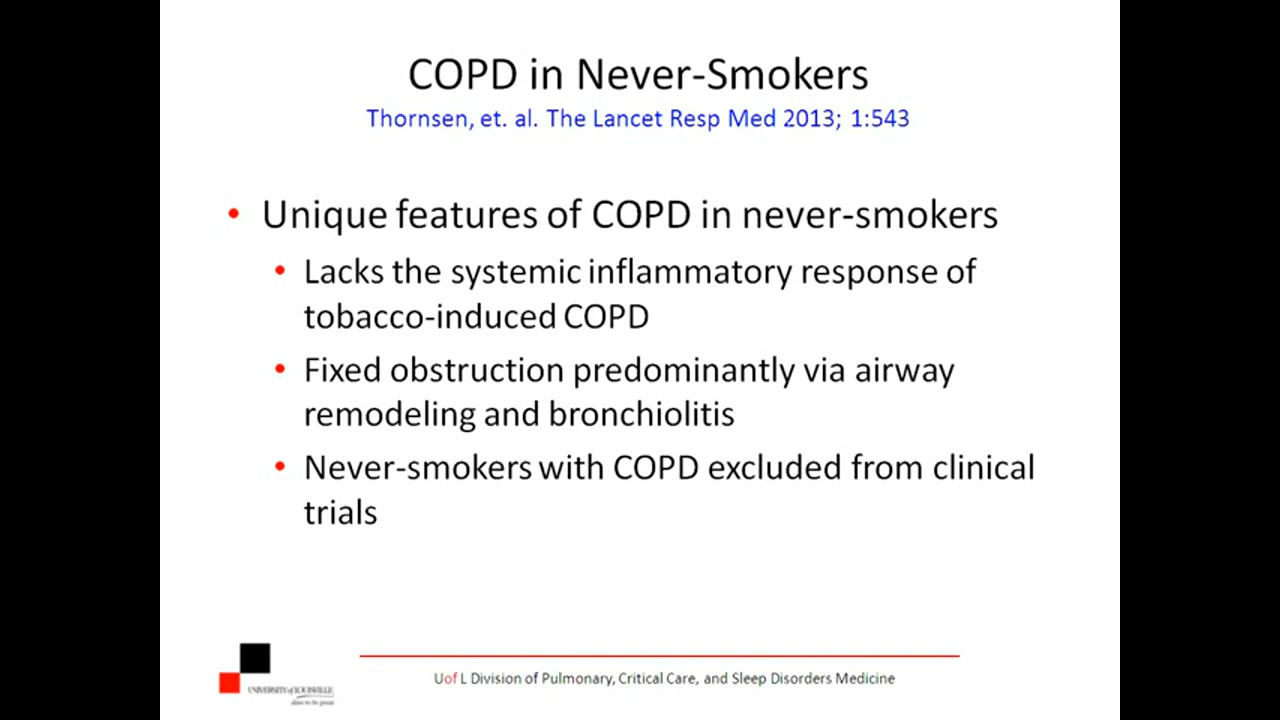 COPD in Never-Smokers
Thornsen, et. al. The Lancet Resp Med 2013; 1:543
• Unique features of COPD in never-smokers
• Lacks the systemic inflammatory response of
tobacco-induced COPD
• Fixed obstruction predominantly via airway
remodeling and bronchiolitis
• Never-smokers with COPD excluded from clinical
trials
UNIVERSITY of LOUISVILLE
dare to be great
UofL Division of Pulmonary, Critical Care, and Sleep Disorders Medicine